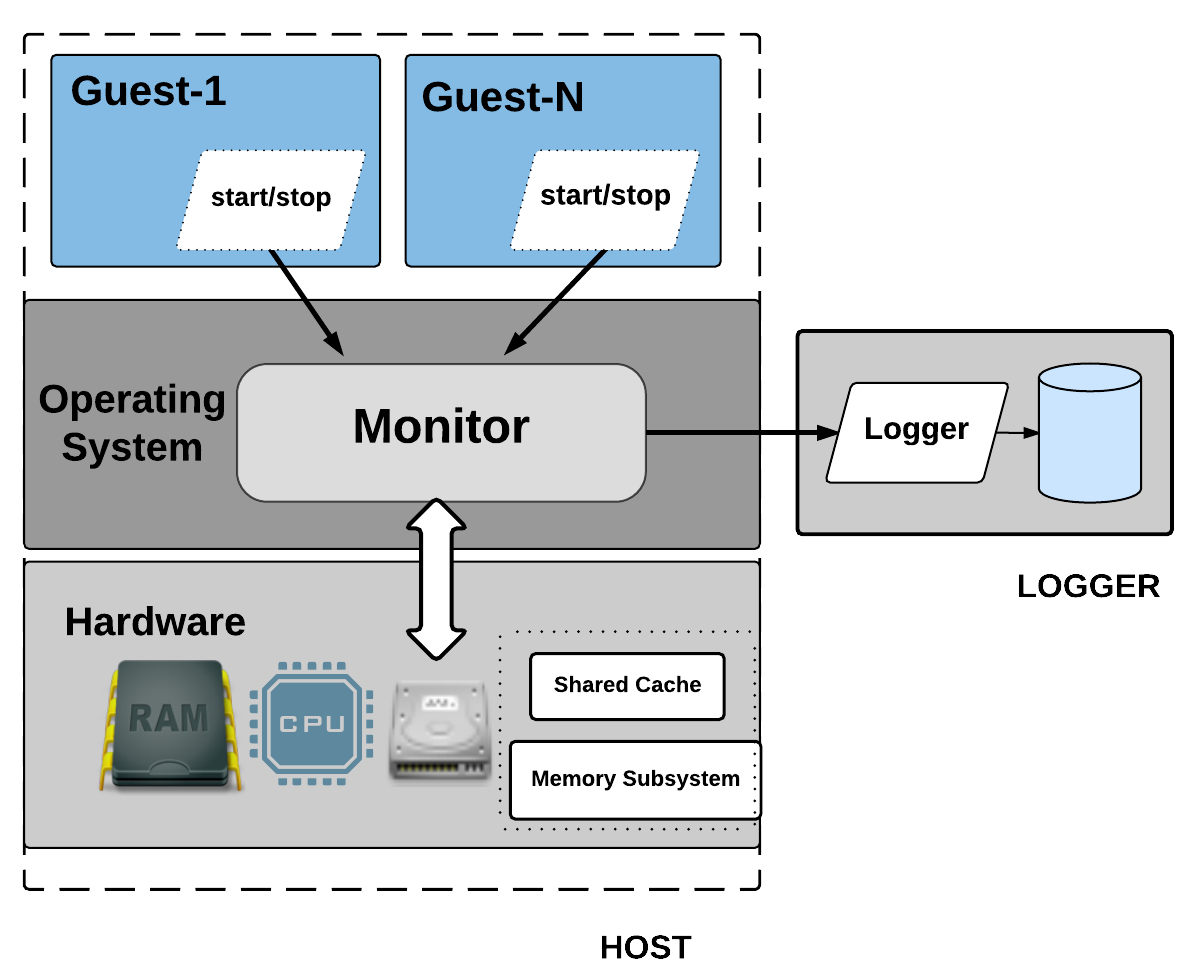 Guest-1
start/stop
Guest-N
start/stop
Operating
System
Monitor
Logger
LOGGER
Hardware
RAM
CPU
Shared Cache
Memory Subsystem
HOST